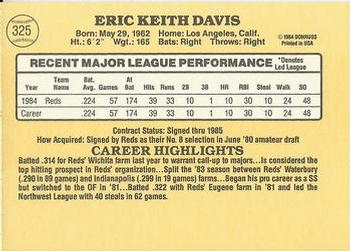 325
ERIC KEITH DAVIS
©1984 DONRUSS
Printed in USA
Born: May 29, 1962 Home: Los Angeles, Calif.
Ht.: 6'2" Wgt.: 165 Bats: Right Throws: Right
RECENT MAJOR LEAGUE PERFORMANCE *Denotes Led League
Year Team Name Bat. Avg. Games At Bats Runs Hits 2B 3B HR RBI SB Walk SO
1984 Reds .224 57 174 39 33 10 1 10 30 10 24 48
Career .224 57 174 39 33 10 1 10 30 10 24 48
Contract Status: Signed thru 1985
How Acquired: Signed by Reds as their No. 8 selection in June '80 amateur draft
CAREER HIGHLIGHTS
Batted .314 for Reds' Wichita farm last year to warrant call-up to majors...Is considered the
top hitting prospect in Reds' organization...Split the '83 season between Reds' Waterbury
(.290 in 89 games) and Indianapolis (.299 in 19 games) farms...Began his pro career as a SS
but switched to the OF in '81...Batted .322 with Reds' Eugene farm in '81 and led the
Northwest League with 40 steals in 62 games.